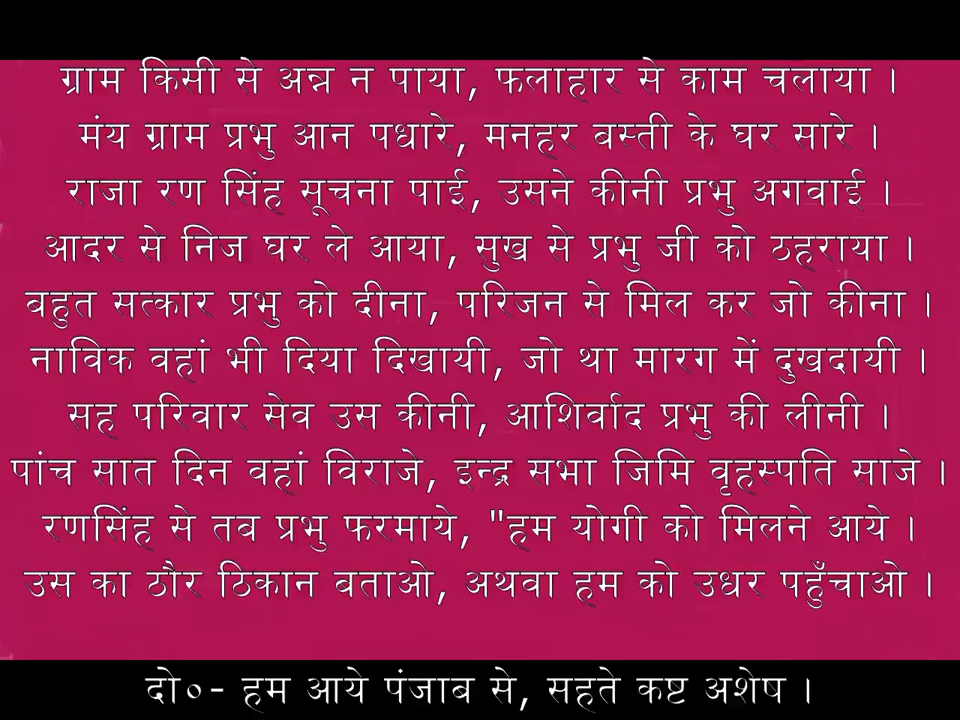 ग्राम किसी से अन्न न पाया, फलाहार से काम चलाया ।
मंय ग्राम प्रभु आन पधारे, मनहर बस्ती के घर सारे ।
राजा रण सिंह सूचना पाई, उसने कीनी प्रभु अगवाई ।
आदर से निज घर ले आया, सुख से प्रभु जी को ठहराया ।
बहुत सत्कार प्रभु को दीना, परिजन से मिल कर जो कीना ।
नाविक वहां भी दिया दिखायी, जो था मारग में दुखदायी ।
सह परिवार सेव उस कीनी, आशिर्वाद प्रभु की लीनी ।
पांच सात दिन वहां विराजे, इन्द्र सभा जिमि वृहस्पति साजे ।
रणसिंह से तब प्रभु फरमाये, "हम योगी को मिलने आये ।
उस का ठौर ठिकान बताओ, अथवा हम को उधर पहुँचाओ ।
दो०- हम आये पंजाब से, सहते कष्ट अशेष ।